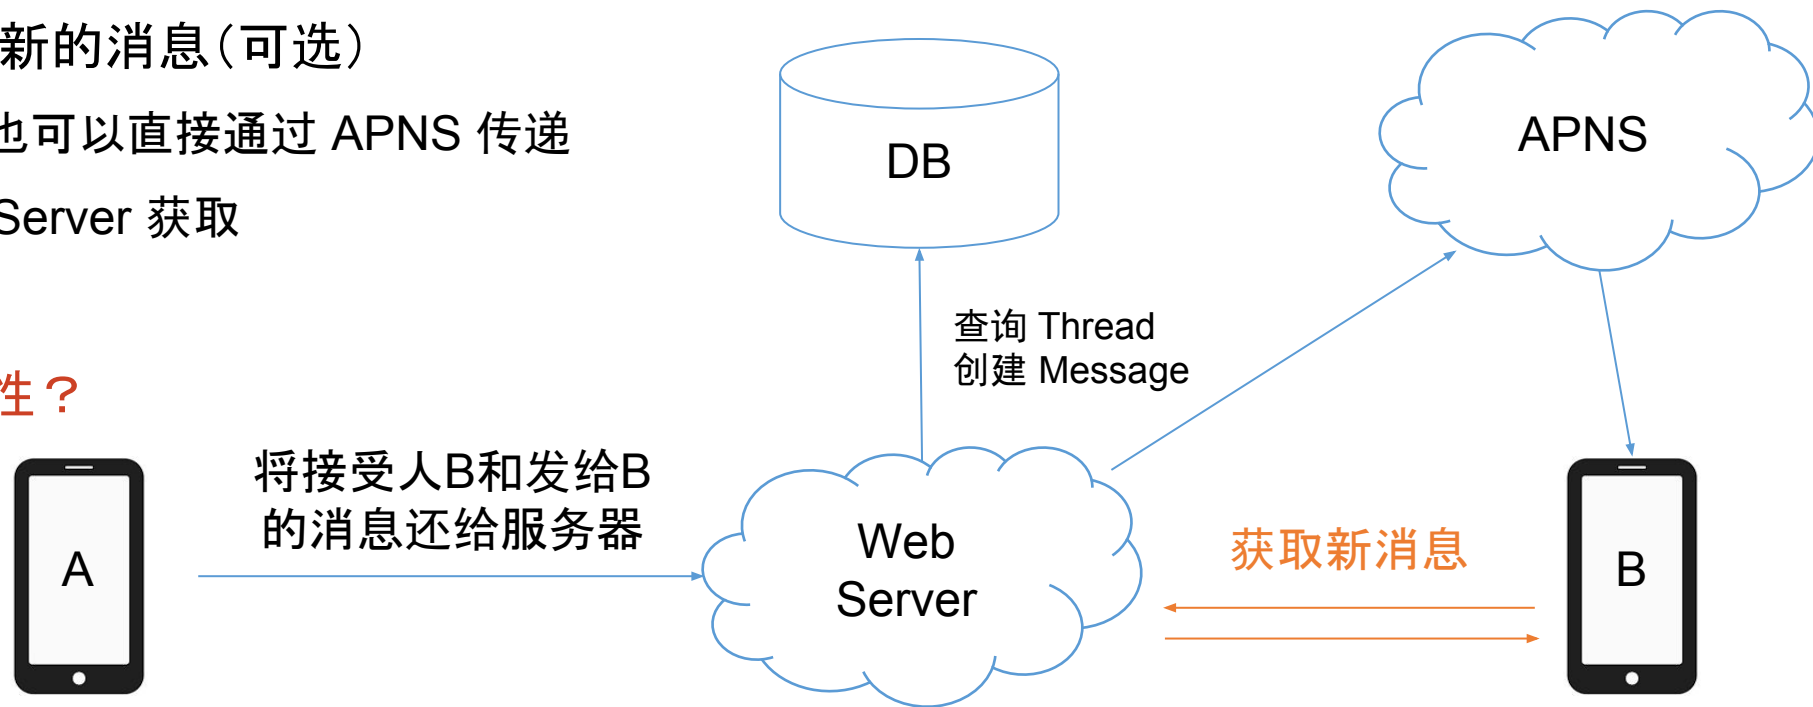 新的消息（可选）
也可以直接通过 APNS 传递
Server 获取
性？
DB
APNS
查询 Thread
创建 Message
将接受人B和发给B
的消息还给服务器
A
Web
Server
获取新消息
B